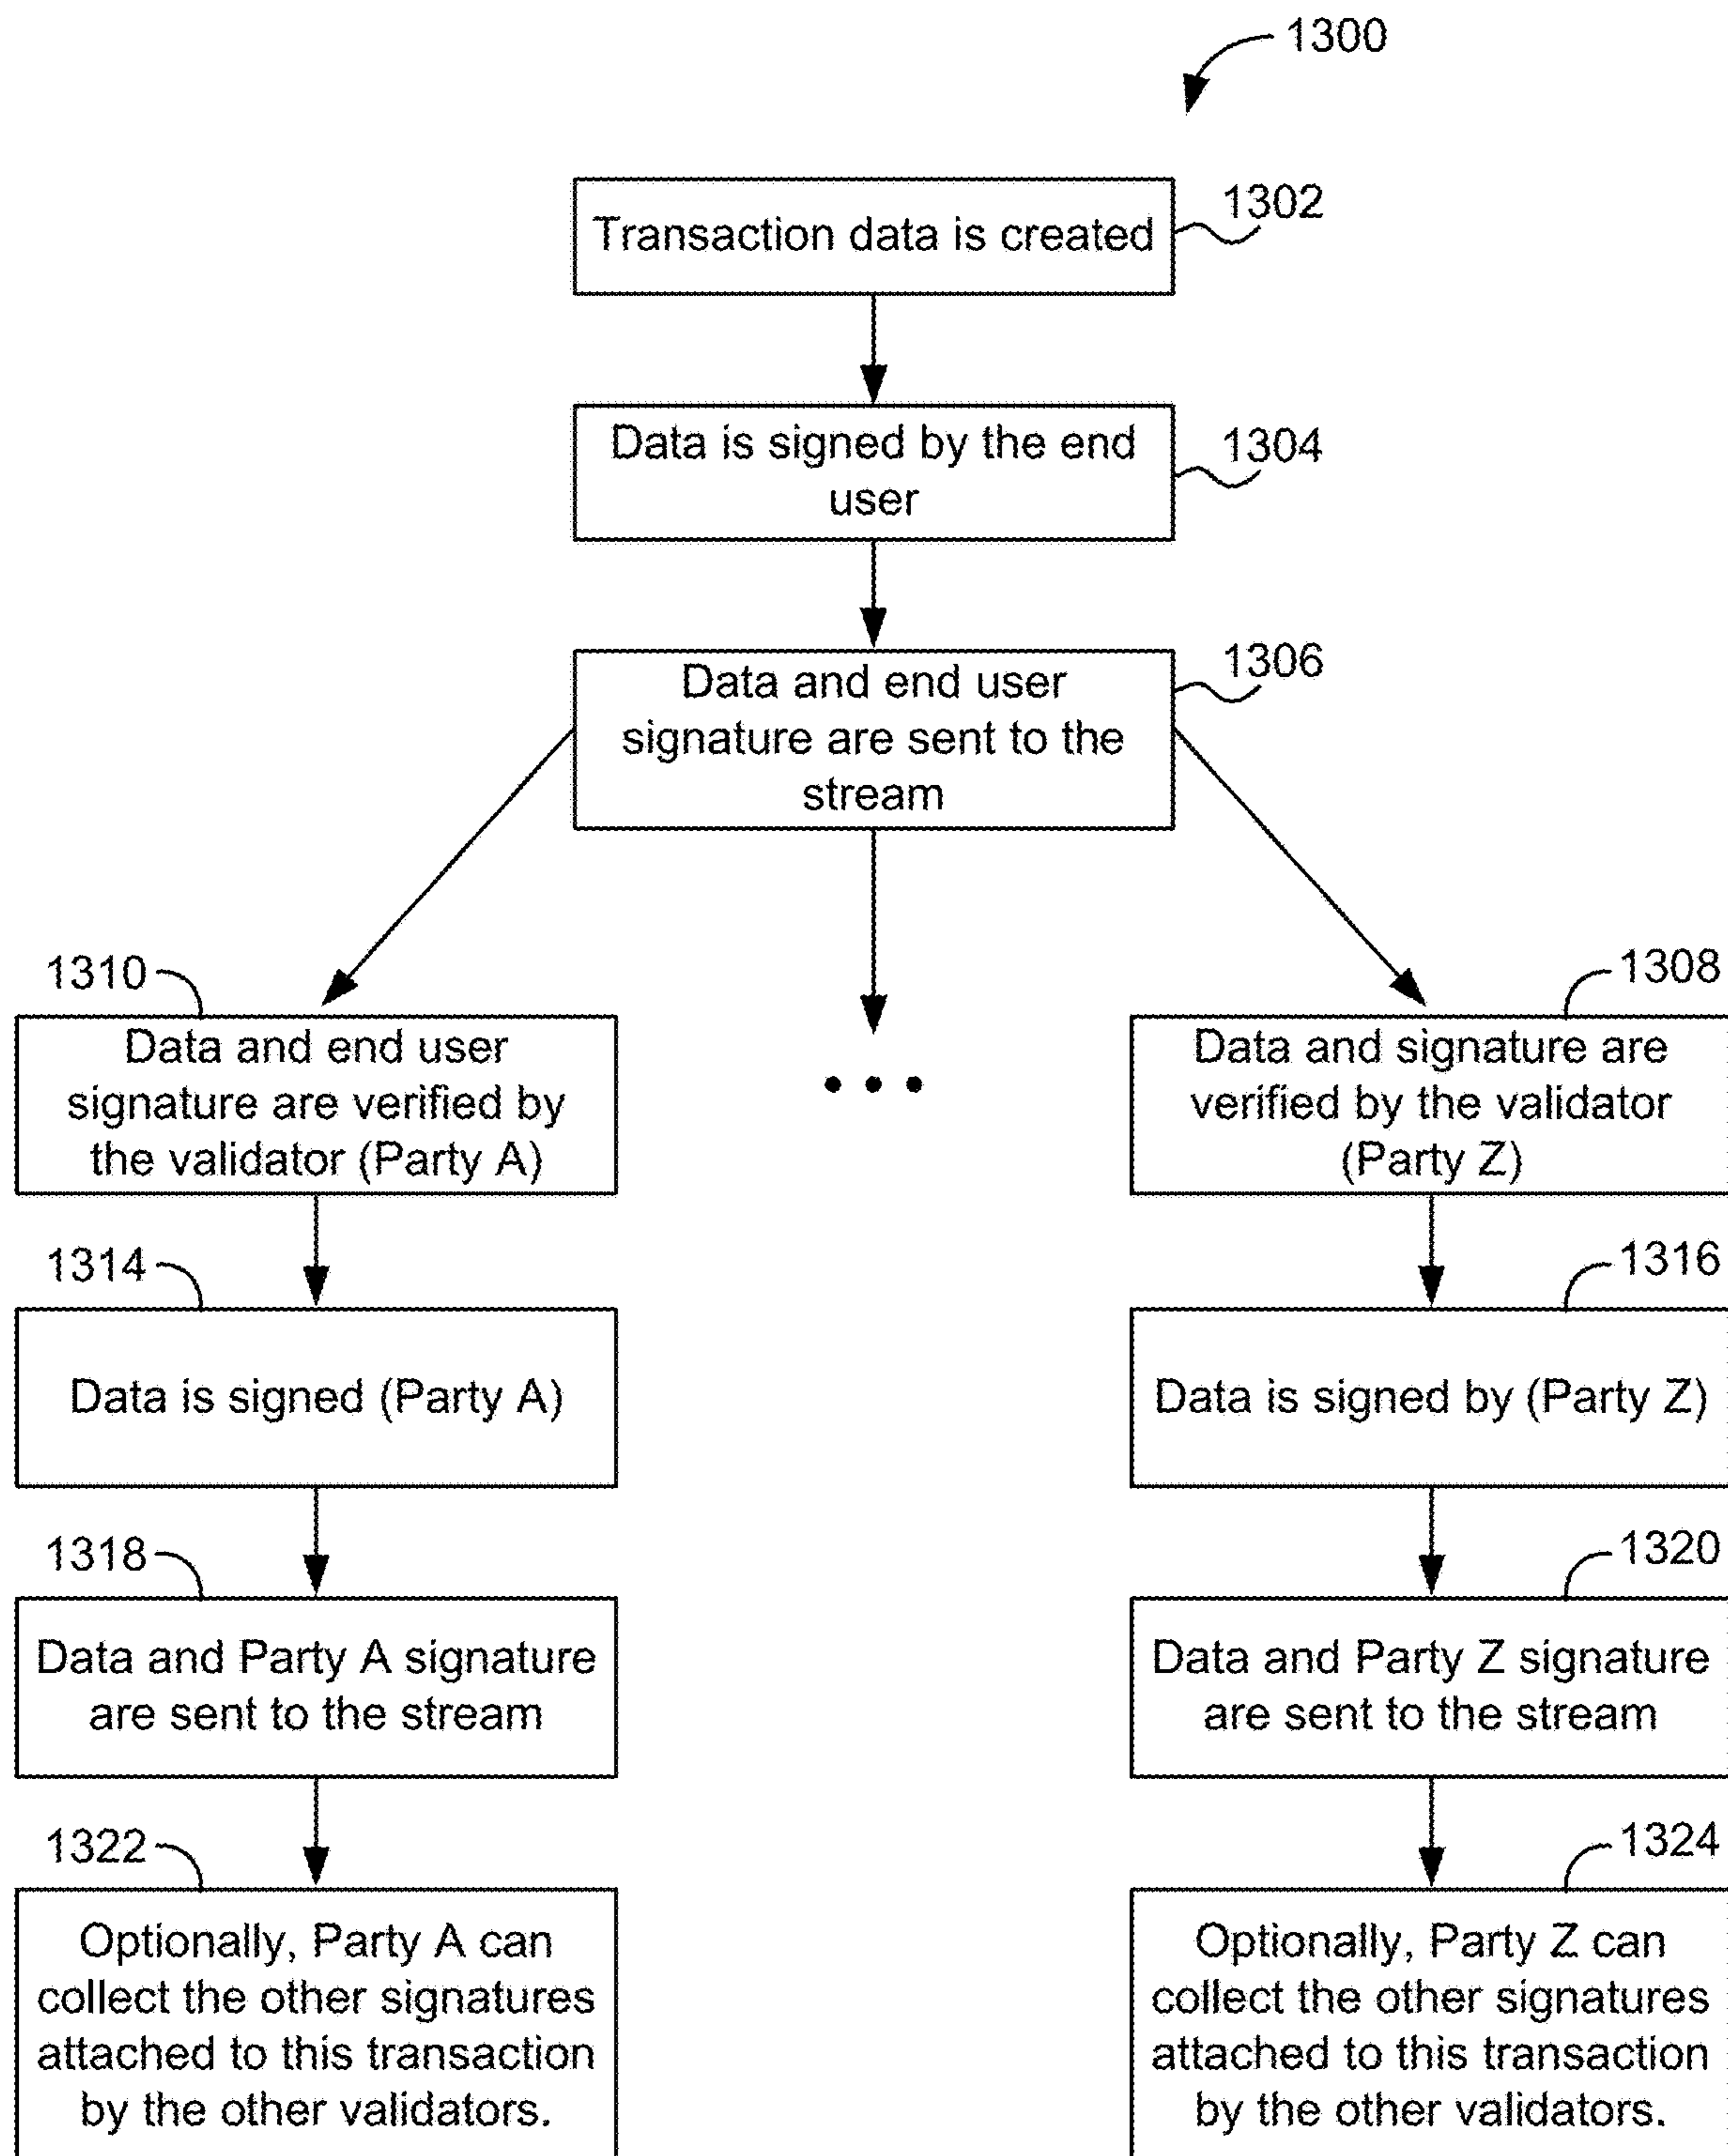 1300
1302
Transaction data is created
1304
Data is signed by the end
user
1306
Data and end user
signature are sent to the
stream
1310
Data and end user
signature are verified by
the validator (Party A)
• • •
1308
Data and signature are
verified by the validator
(Party Z)
1314
Data is signed (Party A)
1316
Data is signed by (Party Z)
1318
Data and Party A signature
are sent to the stream
1320
Data and Party Z signature
are sent to the stream
1322
Optionally, Party A can
collect the other signatures
attached to this transaction
by the other validators.
1324
Optionally, Party Z can
collect the other signatures
attached to this transaction
by the other validators.